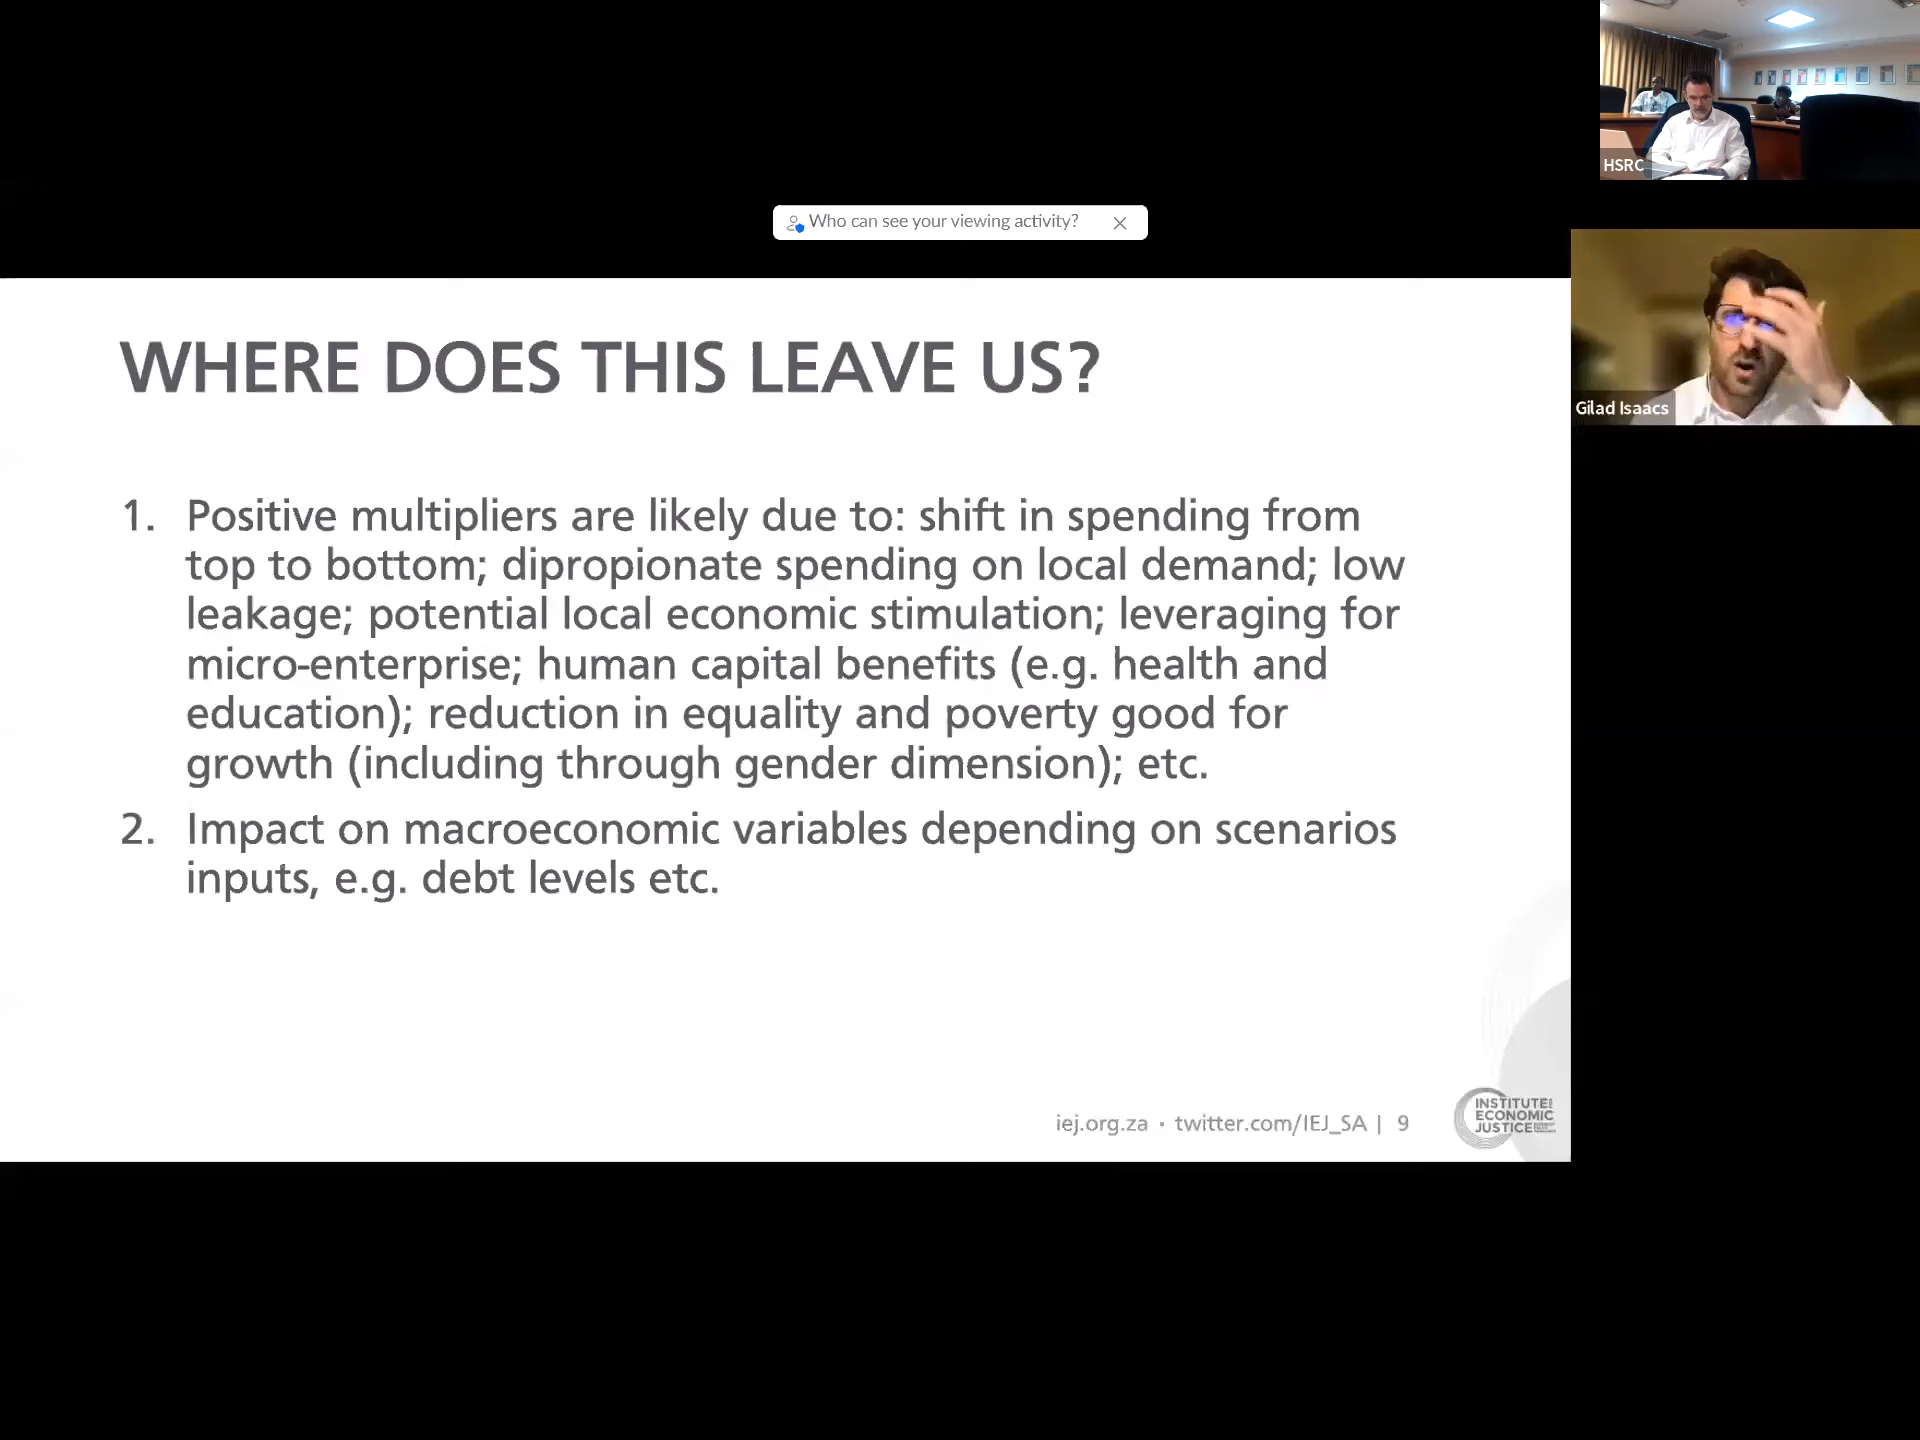 HSRC
Who can see your viewing activity?
Gilad Isaacs
WHERE DOES THIS LEAVE US?
1. Positive multipliers are likely due to: shift in spending from
top to bottom; dipropionate spending on local demand; low
leakage; potential local economic stimulation; leveraging for
micro-enterprise; human capital benefits (e.g. health and
education); reduction in equality and poverty good for
growth (including through gender dimension); etc.
2. Impact on macroeconomic variables depending on scenarios
inputs, e.g. debt levels etc.
iej.org.za • twitter.com/IEJ_SA | 9
INSTITUTE
ECONOMIC
JUSTICE